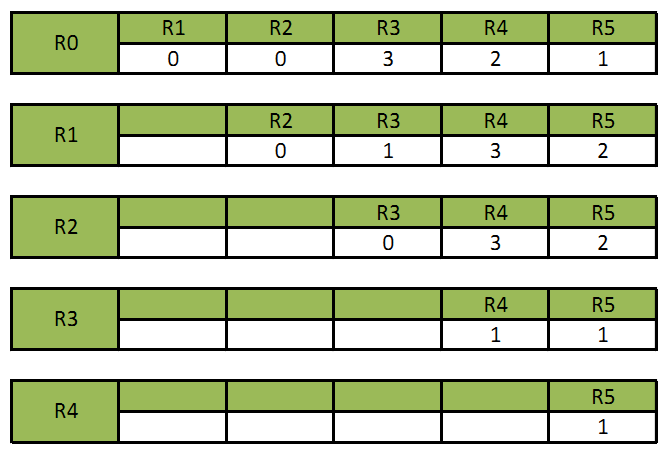 R0 R1 R2 R3 R4 R5
0 0 3 2 1
R1 R2 R3 R4 R5
0 1 3 2
R2 R3 R4 R5
0 3 2
R3 R4 R5
1 1
R4 R5
1